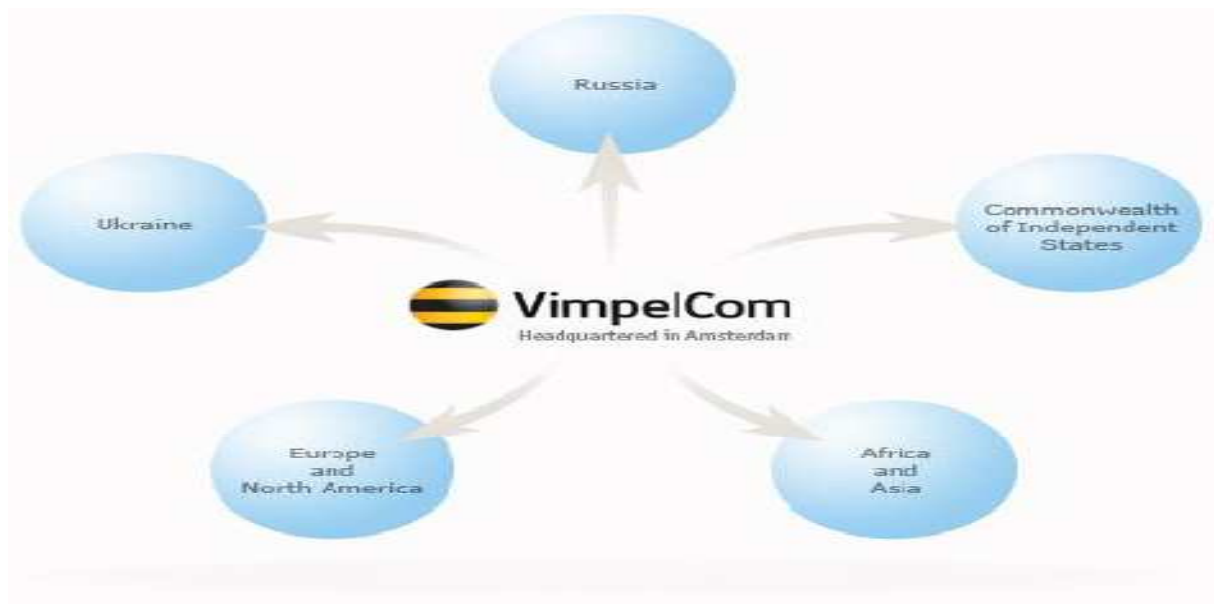 Russia
Ukraine
Commonwealth
of Independent
States
VimpelCom
Headquartered in Amsterdam
Europe
and
North America
Africa
and
Asia